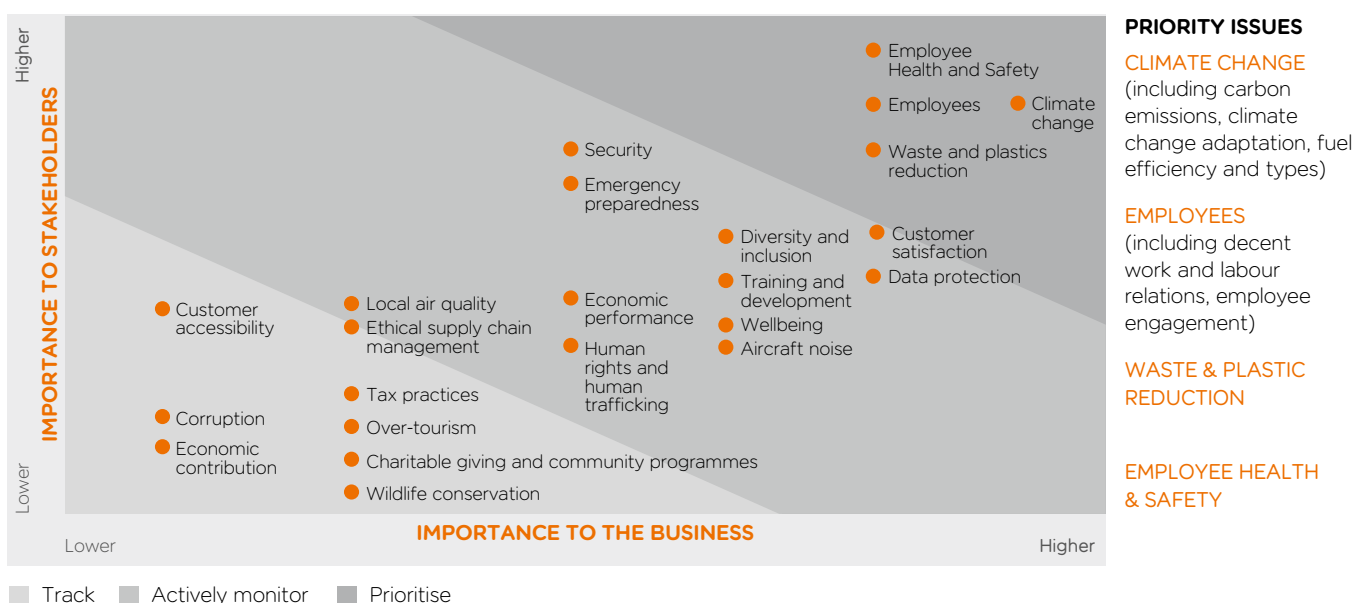 Higher
IMPORTANCE TO STAKEHOLDERS
Lower
Employee
Health and Safety
Employees
Climate
change
Waste and plastics
reduction
Security
Emergency
preparedness
Diversity and
inclusion
Customer
satisfaction
Training and
development
Data protection
Customer
accessibility
Local air quality
Ethical supply chain
management
Economic
performance
Wellbeing
Aircraft noise
Human
rights and
human
trafficking
Tax practices
Corruption
Over-tourism
Economic
contribution
Charitable giving and community programmes
Wildlife conservation
Lower
IMPORTANCE TO THE BUSINESS
Higher
Track
Actively monitor
Prioritise
PRIORITY ISSUES
CLIMATE CHANGE
(including carbon
emissions, climate
change adaptation, fuel
efficiency and types)
EMPLOYEES
(including decent
work and labour
relations, employee
engagement)
WASTE & PLASTIC
REDUCTION
EMPLOYEE HEALTH
& SAFETY